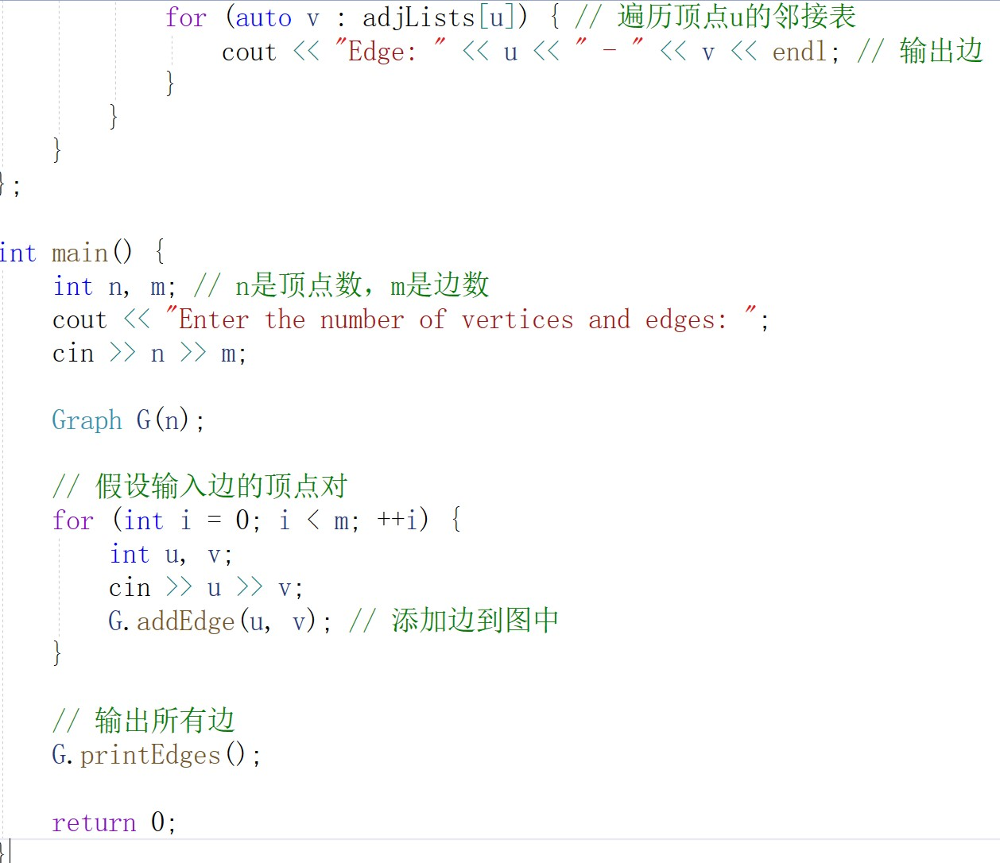 for (auto v : adjLists[u]) { // 遍历顶点u的邻接表
cout << "Edge: " << u << " - " << v << endl; // 输出边
}
}
}
};
int main() {
int n, m; // n是顶点数，m是边数
cout << "Enter the number of vertices and edges: ";
cin >> n >> m;
Graph G(n);
// 假设输入边的顶点对
for (int i = 0; i < m; ++i) {
int u, v;
cin >> u >> v;
G.addEdge(u, v); // 添加边到图中
}
// 输出所有边
G.printEdges();
return 0;
}